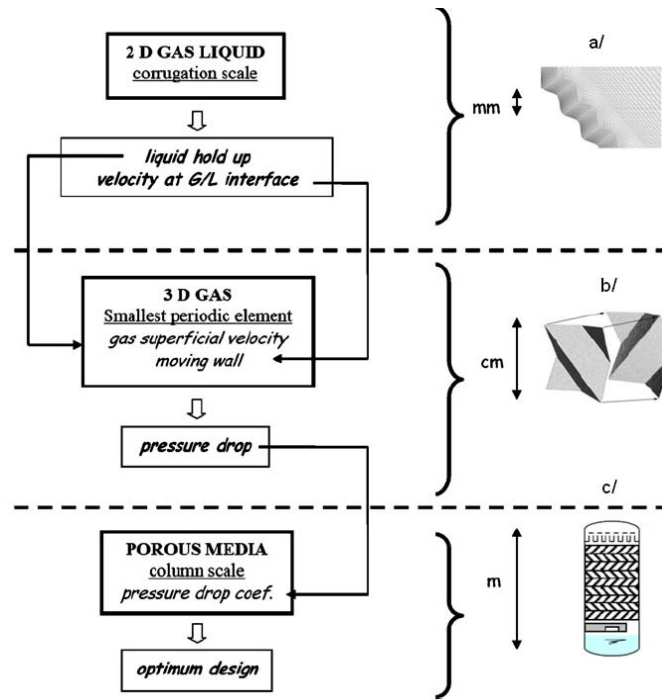 2 D GAS LIQUID
corrugation scale
liquid hold up
velocity at G/L interface
mm
a/
3 D GAS
Smallest periodic element
gas superficial velocity
moving wall
pressure drop
cm
b/
c/
POROUS MEDIA
column scale
pressure drop coef.
optimum design
m